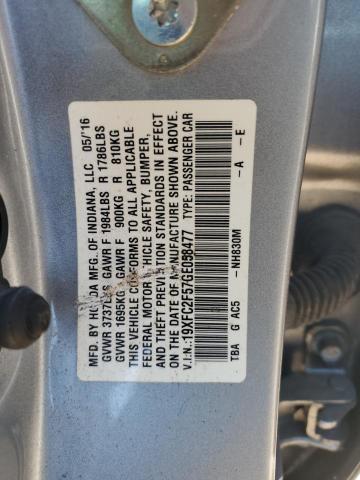 MFD. BY HONDA MFG. OF INDIANA, LLC 05/'16
GVWR 3737LBS GAWR F 1984LBS R 1786LBS
GVWR 1695KG GAWR F 900KG R 810KG
THIS VEHICLE CONFORMS TO ALL APPLICABLE
FEDERAL MOTOR VEHICLE SAFETY, BUMPER,
AND THEFT PREVENTION STANDARDS IN EFFECT
ON THE DATE OF MANUFACTURE SHOWN ABOVE.
V.I.N.:19XFC2F57GE058477 TYPE: PASSENGER CAR
TBA G AC5 -NH830M -A -E